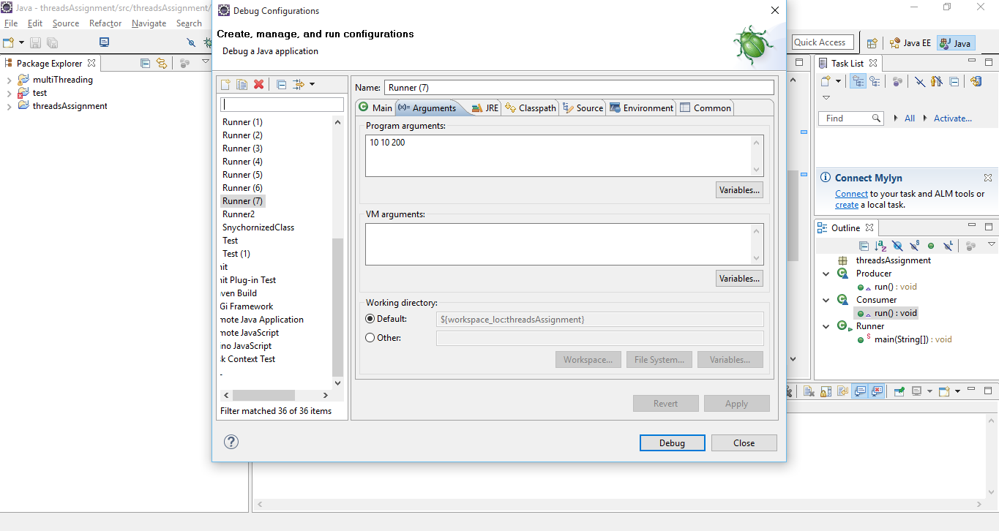 Java - threadsAssignment/src/threadsAssignment/
File Edit Source Refactor Navigate Search
Quick Access
Java EE
Java
Package Explorer
multiThreading
test
threadsAssignment
Debug Configurations
Create, manage, and run configurations
Debug a Java application
Runner (1)
Runner (2)
Runner (3)
Runner (4)
Runner (5)
Runner (6)
Runner (7)
Runner2
SnychornizedClass
Test
Test (1)
nit
nit Plug-in Test
ven Build
Gi Framework
mote Java Application
mote JavaScript
no JavaScript
k Context Test
Filter matched 36 of 36 items
Name: Runner (7)
Main (x)= Arguments JRE Classpath Source Environment Common
Program arguments:
10 10 200
Variables...
VM arguments:
Variables...
Working directory:
Default: ${workspace_loc:threadsAssignment}
Other:
Workspace... File System... Variables...
Revert Apply
Debug Close
Task List
Find All Activate...
Connect Mylyn
Connect to your task and ALM tools or
create a local task.
Outline
threadsAssignment
Producer
run() : void
Consumer
run() : void
Runner
main(String[]) : void